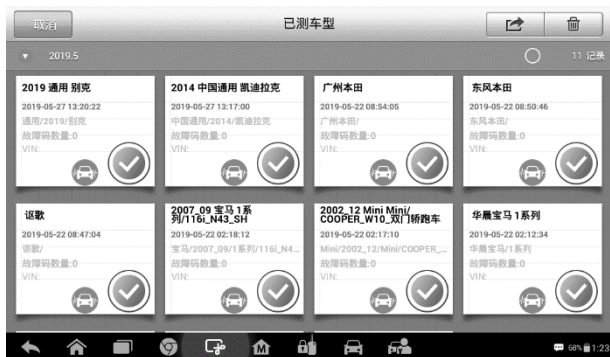 取消
已测车型
2019.5
11 记录
2019 通用 别克
2019-05-27 13:20:22
通用/2019/别克
故障码数量:0
VIN:
2014 中国通用 凯迪拉克
2019-05-27 13:17:00
中国通用/2014/凯迪拉克
故障码数量:0
VIN:
广州本田
2019-05-22 08:54:05
广州本田/
故障码数量:0
VIN:
东风本田
2019-05-22 08:50:46
东风本田/
故障码数量:0
VIN:
讴歌
2019-05-22 08:47:04
讴歌/
故障码数量:0
VIN:
2007_09 宝马 1系
列/116i_N43_SH
2019-05-22 02:18:12
宝马/2007_09/1系列/116i_N4...
故障码数量:0
VIN:
2002_12 Mini Mini/
COOPER_W10_双门轿跑车
2019-05-22 02:17:10
Mini/2002_12/Mini/COOPER_...
故障码数量:0
VIN:
华晨宝马 1系列
2019-05-22 02:12:34
华晨宝马/1系列
故障码数量:0
VIN:
M
68% 1:23